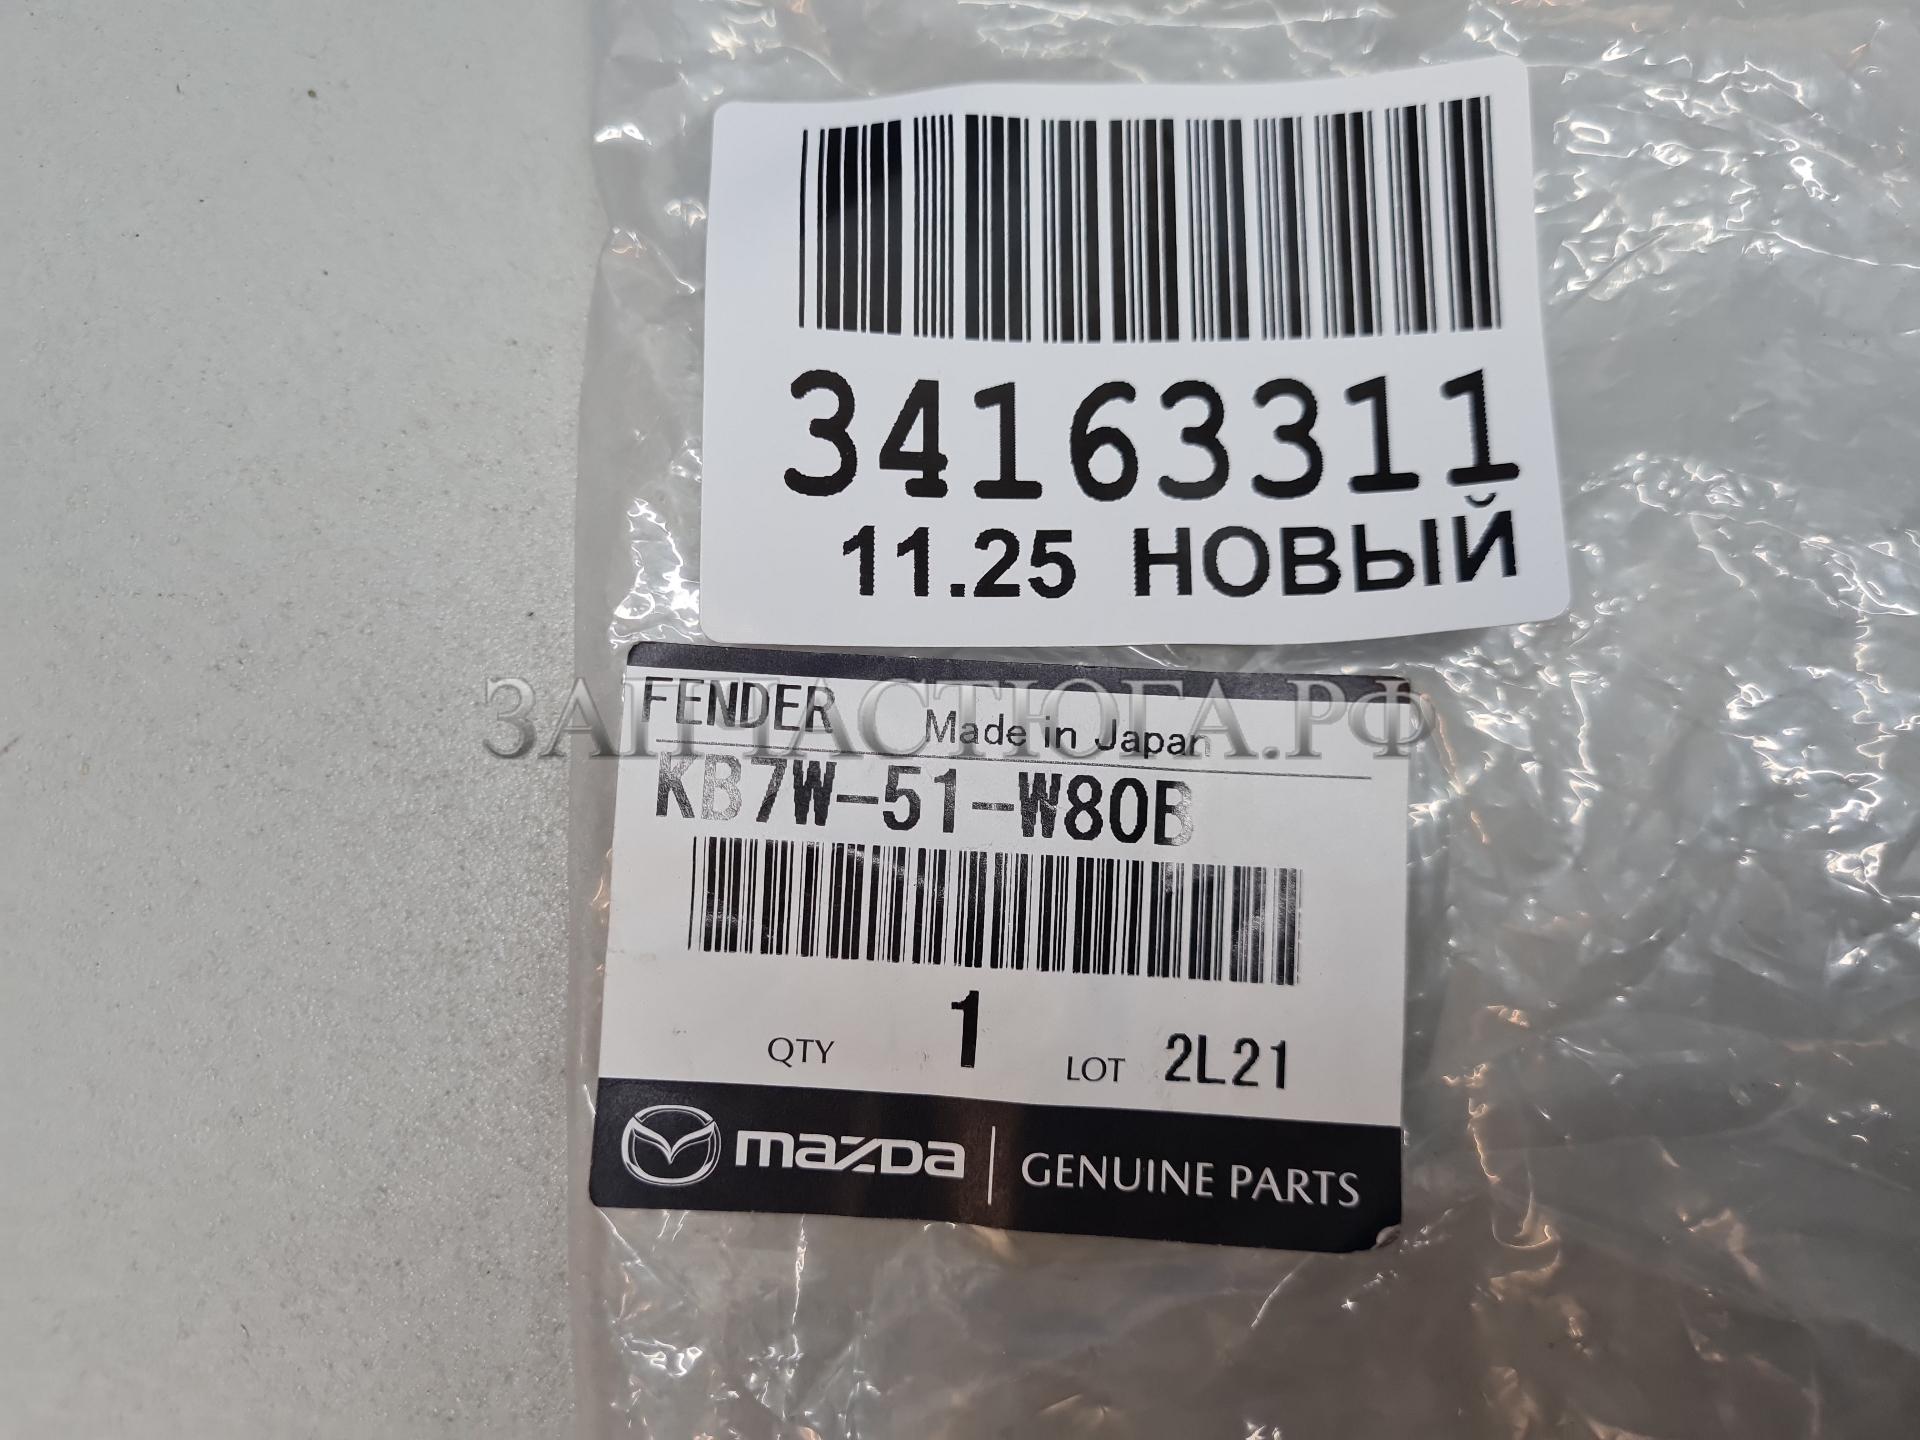 34163311
11.25 НОВЫЙ
ЗАПЧАСТЮГА.РФ
FENDER Made in Japan
KB7W-51-W80B
QTY 1 LOT 2L21
mazda GENUINE PARTS